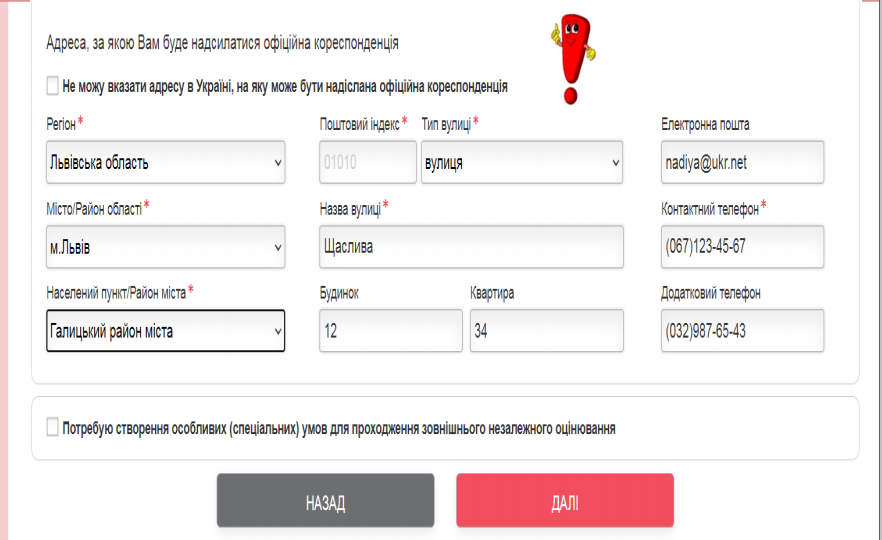 Адреса, за якою Вам буде надсилатися офіційна кореспонденція
Не можу вказати адресу в Україні, на яку може бути надіслана офіційна кореспонденція
Регіон * Поштовий індекс * Тип вулиці * Електронна пошта
Львівська область 01010 вулиця nadiya@ukr.net
Місто/Район області * Назва вулиці * Контактний телефон *
м.Львів Щаслива (067)123-45-67
Населений пункт/Район міста * Будинок Квартира Додатковий телефон
Галицький район міста 12 34 (032)987-65-43
Потребую створення особливих (спеціальних) умов для проходження зовнішнього незалежного оцінювання
НАЗАД ДАЛІ